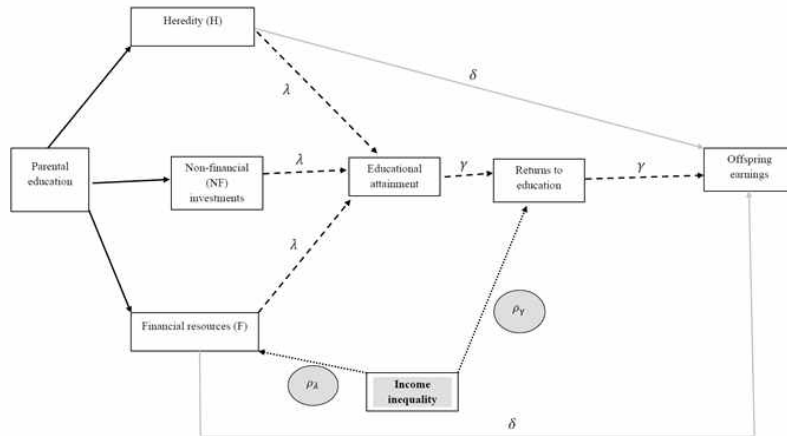 Heredity (H)
δ
λ
Parental
education
Non-financial
(NF)
investments
λ
Educational
attainment
γ
Returns to
education
γ
Offspring
earnings
λ
Financial resources (F)
ργ
ρλ
Income
inequality
δ